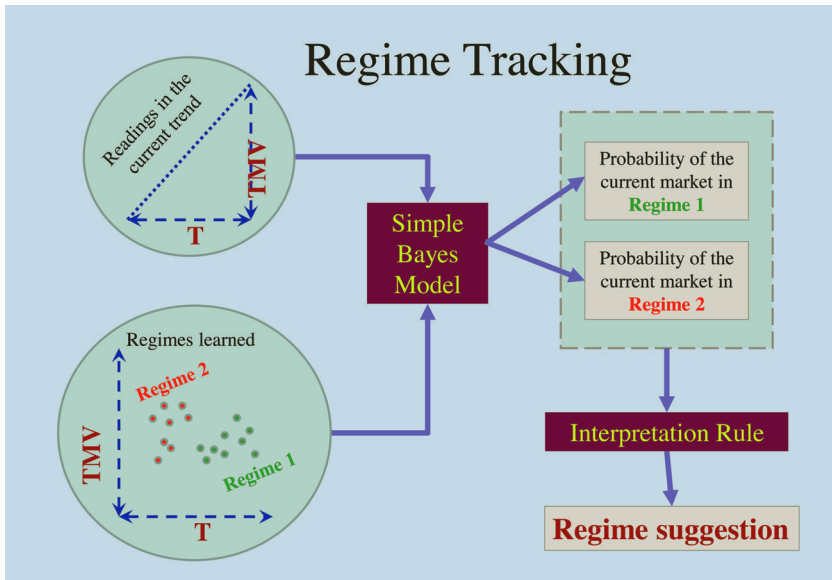 Regime Tracking
Readings in the
current trend
TMV
T
Simple
Bayes
Model
Probability of the
current market in
Regime 1
Probability of the
current market in
Regime 2
Regimes learned
Regime 2
Regime 1
TMV
T
Interpretation Rule
Regime suggestion